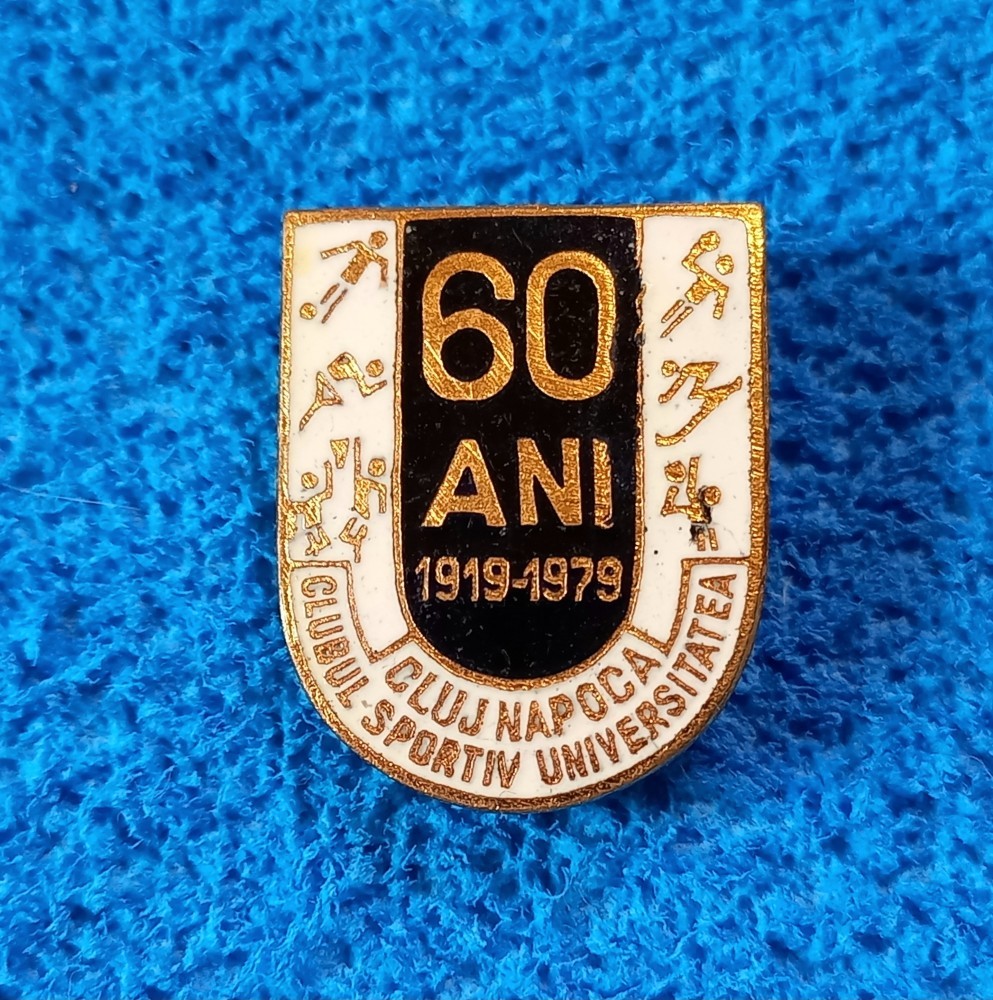 60
ANI
1919-1979
CLUJ NAPOCA
CLUBUL SPORTIV UNIVERSITATEA